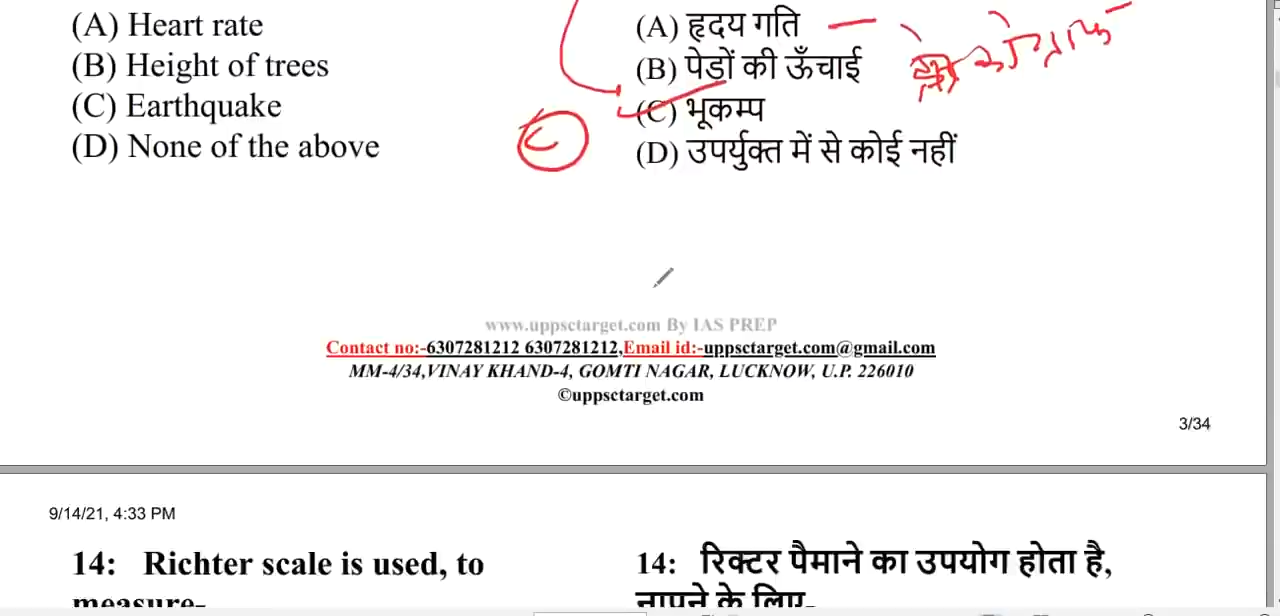 (A) Heart rate
(B) Height of trees
(C) Earthquake
(D) None of the above
(A) हृदय गति
(B) पेडों की ऊँचाई
(C) भूकम्प
(D) उपर्युक्त में से कोई नहीं
C
www.uppsctarget.com By IAS PREP
Contact no:-6307281212 6307281212,Email id:-uppsctarget.com@gmail.com
MM-4/34,VINAY KHAND-4, GOMTI NAGAR, LUCKNOW, U.P. 226010
©uppsctarget.com
3/34
9/14/21, 4:33 PM
14: Richter scale is used, to
measure-
14: रिक्टर पैमाने का उपयोग होता है,
नापने के लिए-